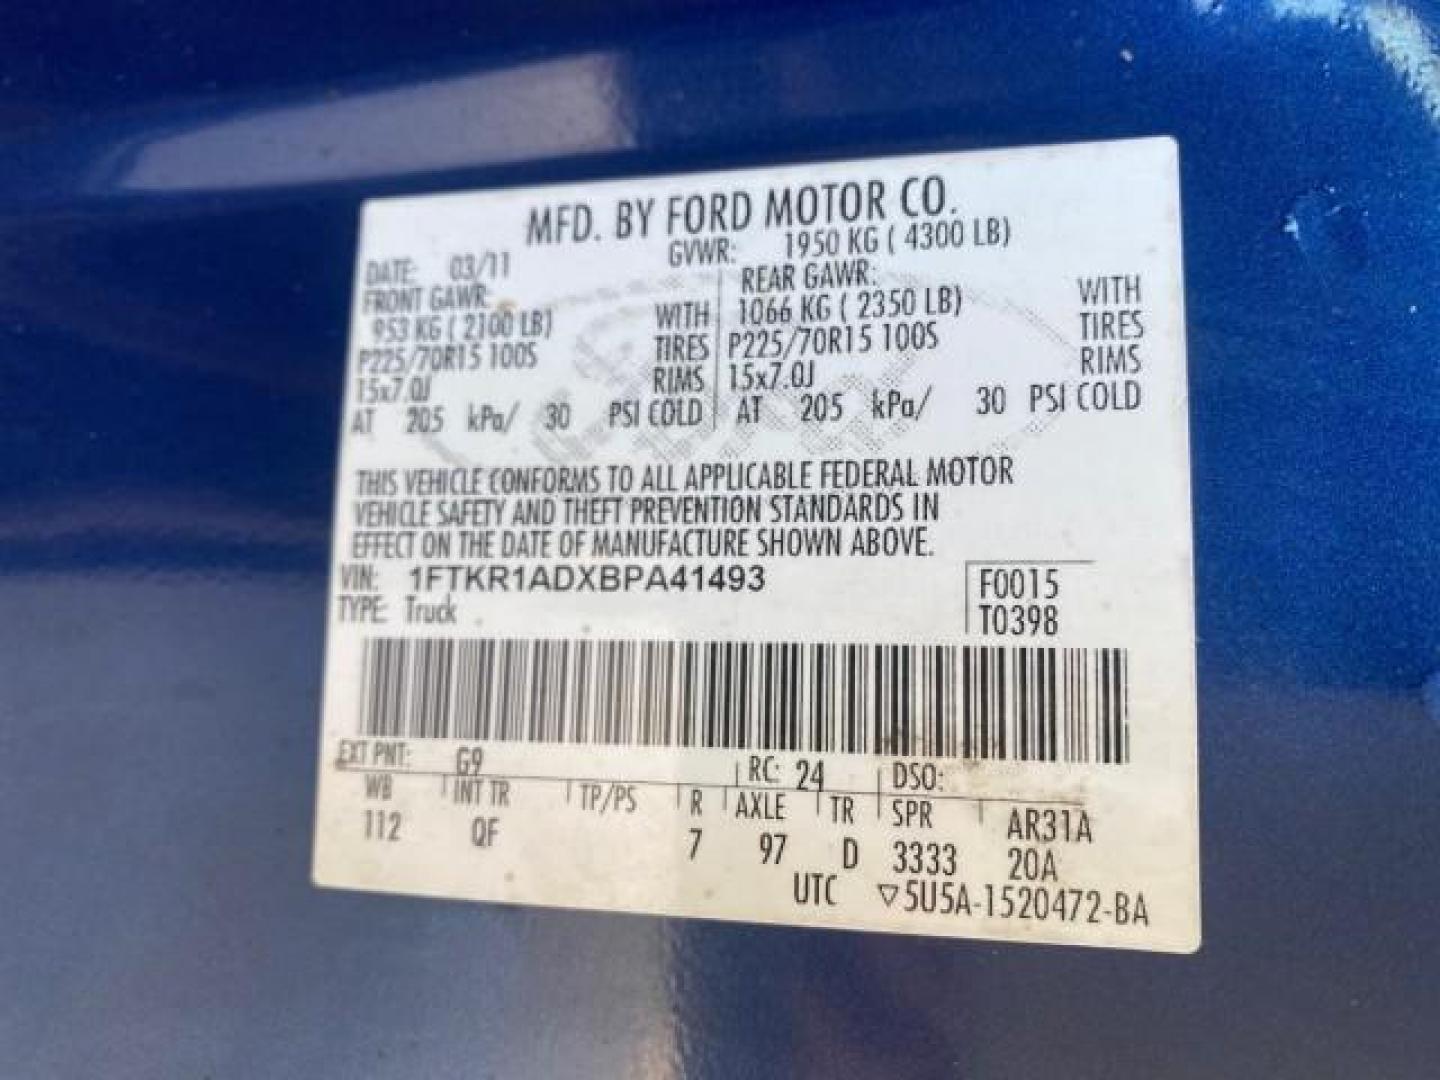 MFD. BY FORD MOTOR CO.
DATE: 03/11 GVWR: 1950 KG ( 4300 LB)
FRONT GAWR: REAR GAWR:
953 KG ( 2100 LB) WITH 1066 KG ( 2350 LB) WITH
P225/70R15 100S TIRES P225/70R15 100S TIRES
15x7.0J RIMS 15x7.0J RIMS
AT 205 kPa/ 30 PSI COLD AT 205 kPa/ 30 PSI COLD
THIS VEHICLE CONFORMS TO ALL APPLICABLE FEDERAL MOTOR
VEHICLE SAFETY AND THEFT PREVENTION STANDARDS IN
EFFECT ON THE DATE OF MANUFACTURE SHOWN ABOVE.
VIN: 1FTKR1ADXBPA41493 F0015
TYPE: Truck T0398
EXT PNT: G9 RC: 24 DSO:
WB INT TR TP/PS R AXLE TR SPR AR31A
112 QF 7 97 D 3333 20A
UTC ▽5U5A-1520472-BA